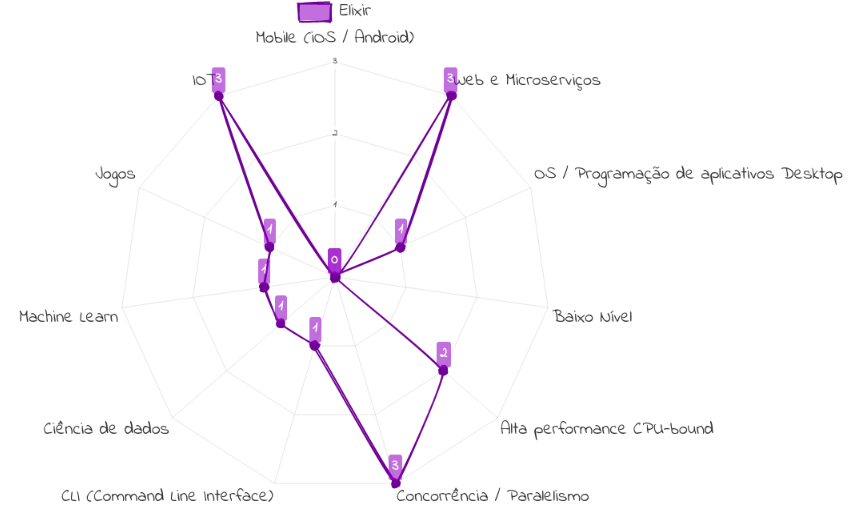 Elixir
Mobile (iOS / Android)
3
IOT
3
3
Web e Microserviços
2
Jogos
OS / Programação de aplicativos Desktop
1
1
1
0
1
1
Machine Learn
Baixo Nível
1
2
Ciência de dados
Alta performance CPU-bound
3
CLI (Command Line Interface)
Concorrência / Paralelismo